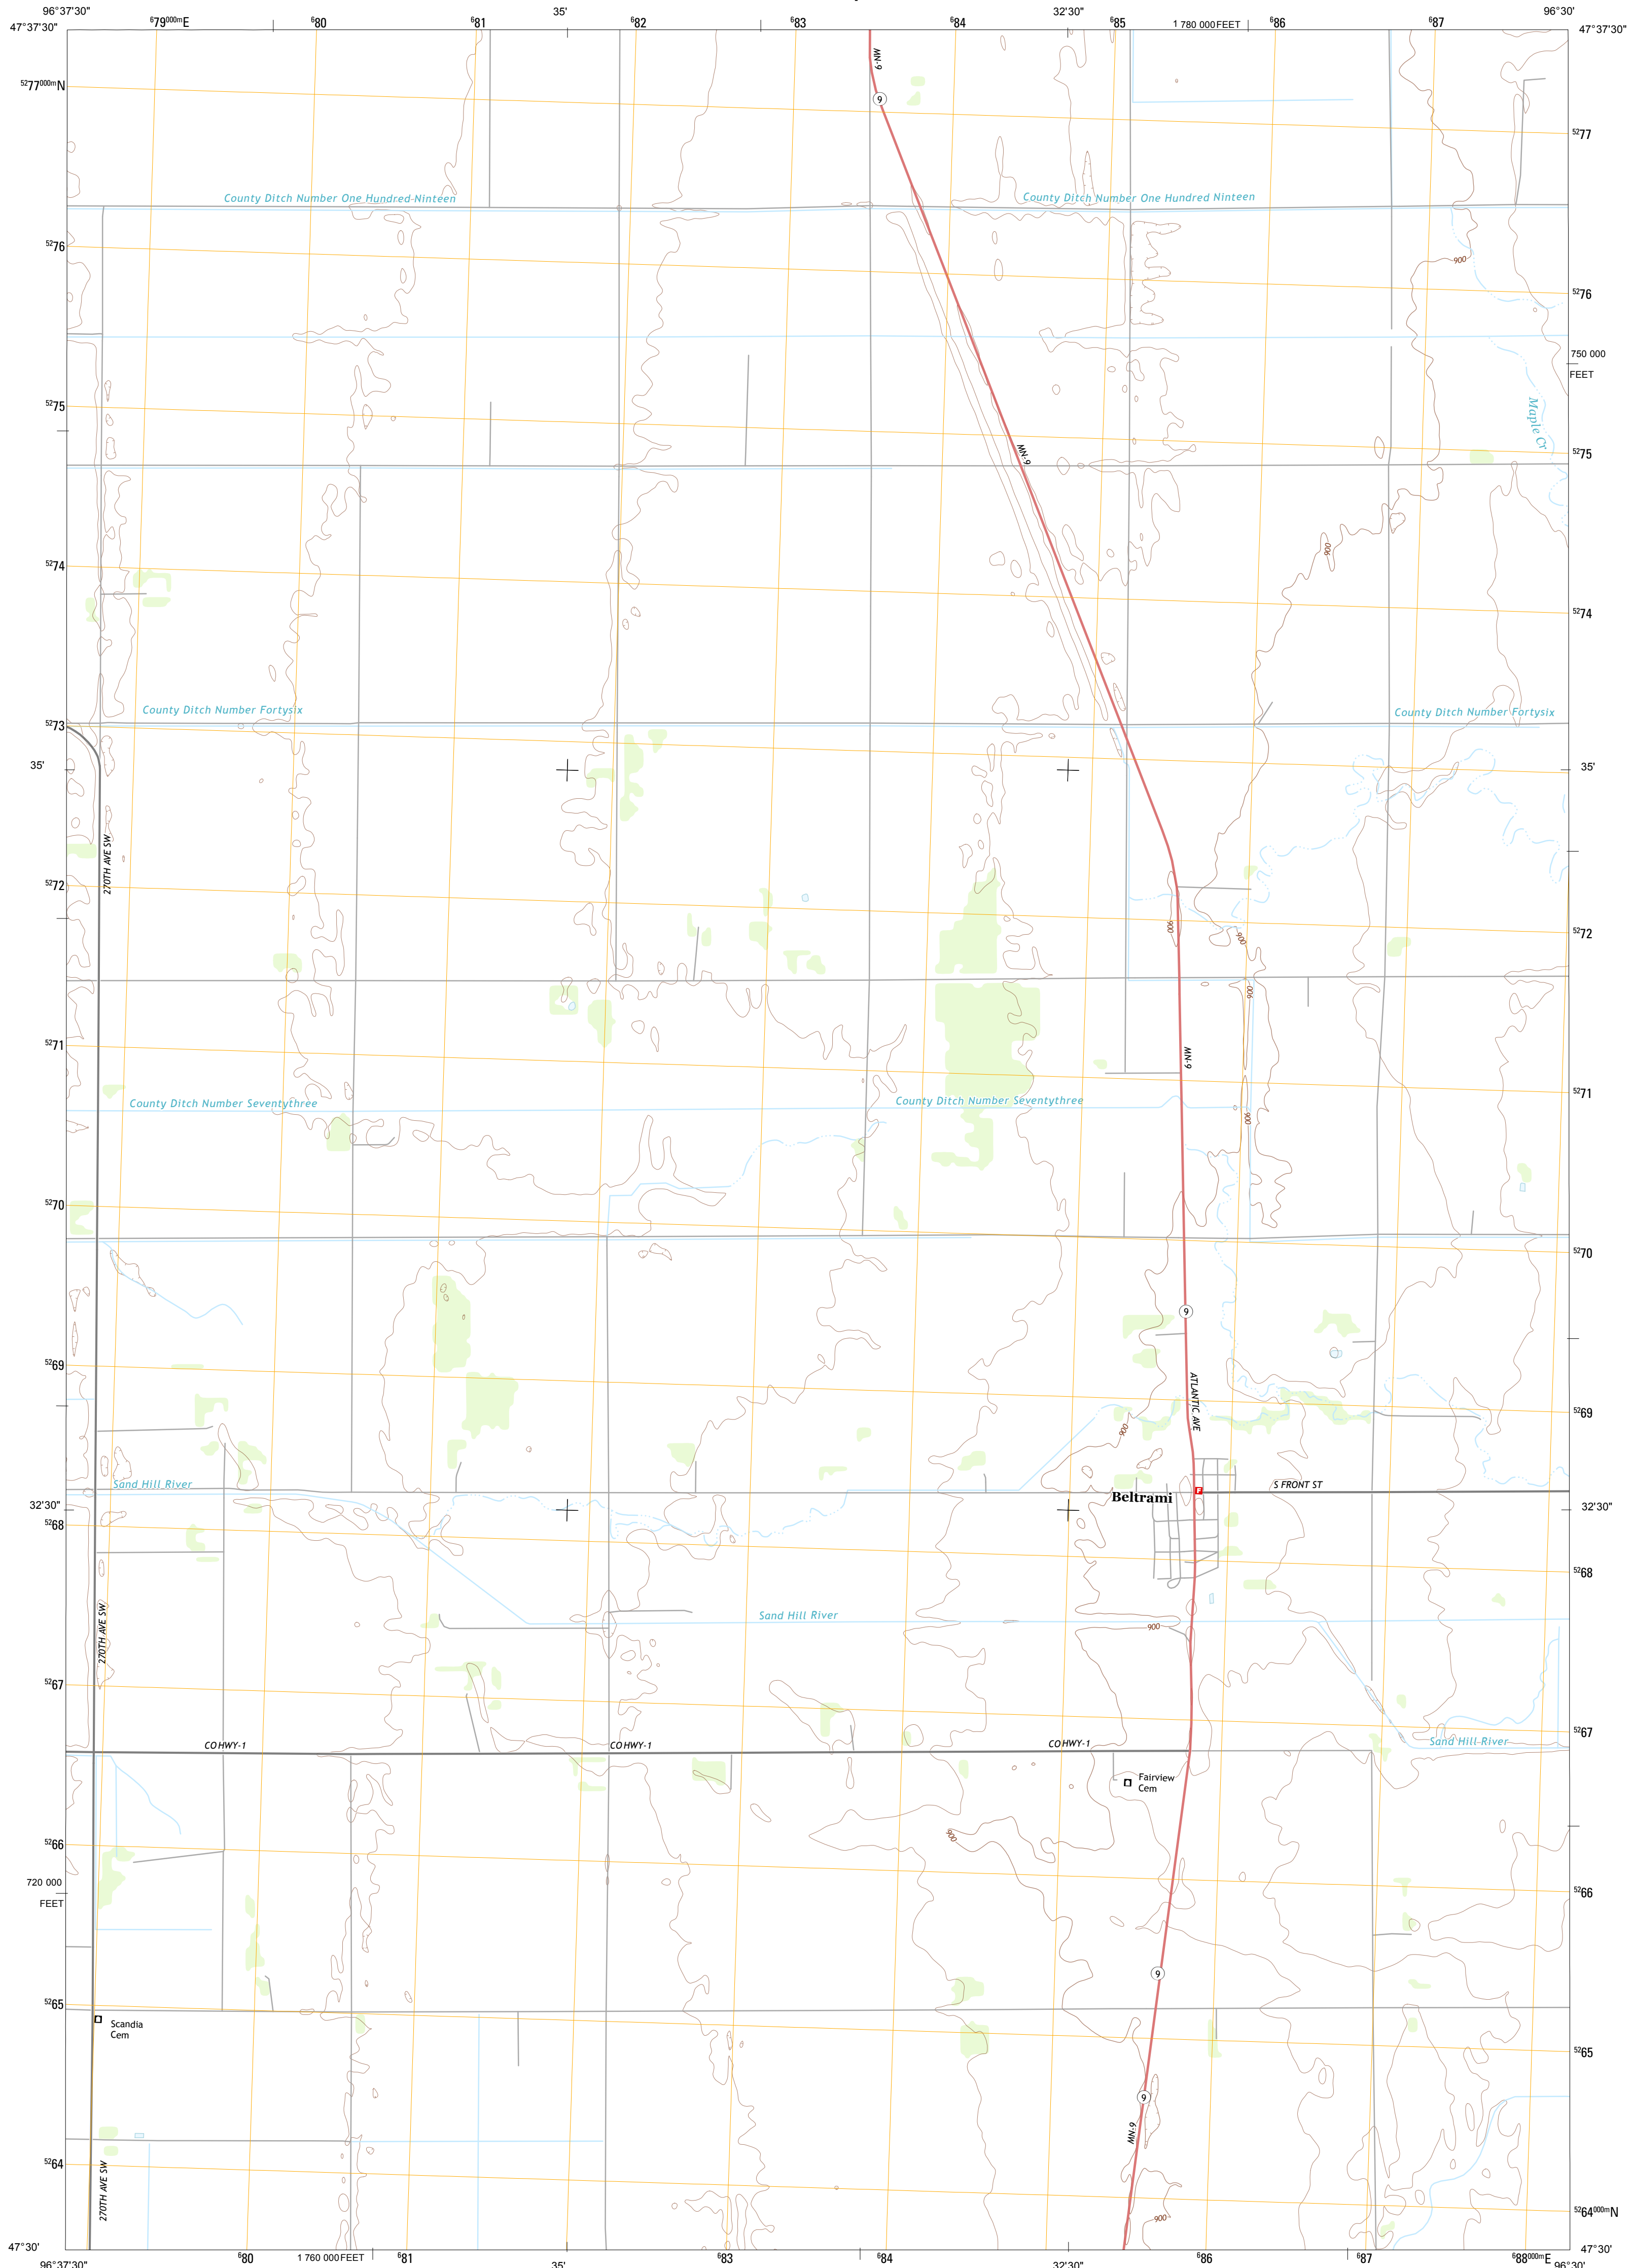 96°37'30"
⁶79⁰⁰⁰ᵐE
⁶80
⁶81
35'
⁶82
⁶83
⁶84
32'30"
⁶85
1 780 000 FEET
⁶86
⁶87
96°30'
47°37'30"
47°37'30"
MN-9
9
⁵²77⁰⁰⁰ᵐN
⁵²77
County Ditch Number One Hundred Ninteen
County Ditch Number One Hundred Ninteen
⁵²76
900
⁵²76
750 000
FEET
⁵²75
Maple Cr
MN-9
⁵²75
900
⁵²74
⁵²74
County Ditch Number Fortysix
County Ditch Number Fortysix
⁵²73
35'
35'
270TH AVE SW
⁵²72
900
900
⁵²72
900
⁵²71
MN-9
⁵²71
County Ditch Number Seventythree
County Ditch Number Seventythree
900
⁵²70
⁵²70
9
⁵²69
ATLANTIC AVE
⁵²69
900
Sand Hill River
S FRONT ST
F
Beltrami
32'30"
32'30"
⁵²68
⁵²68
270TH AVE SW
Sand Hill River
900
⁵²67
⁵²67
CO HWY-1
CO HWY-1
CO HWY-1
Sand Hill River
Fairview
Cem
900
⁵²66
720 000
FEET
⁵²66
9
⁵²65
Scandia
Cem
⁵²65
9
MN-9
⁵²64
270TH AVE SW
900
⁵²64⁰⁰⁰ᵐN
47°30'
47°30'
96°37'30"
⁶80
1 760 000 FEET
⁶81
35'
⁶83
⁶84
32'30"
⁶86
⁶87
⁶88⁰⁰⁰ᵐE
96°30'